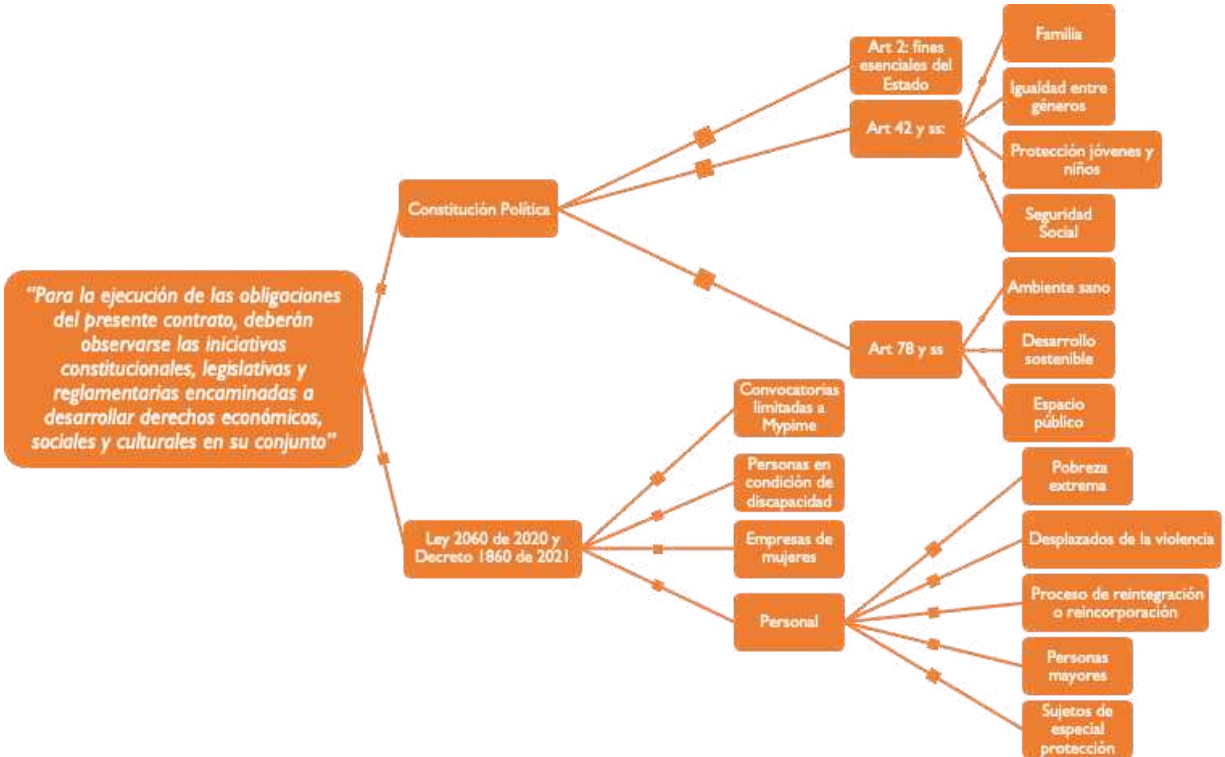 "Para la ejecución de las obligaciones
del presente contrato, deberán
observarse las iniciativas
constitucionales, legislativas y
reglamentarias encaminadas a
desarrollar derechos económicos,
sociales y culturales en su conjunto"
Constitución Política
Art 2: fines
esenciales del
Estado
Art 42 y ss:
Familia
Igualdad entre
géneros
Protección jóvenes y
niños
Seguridad
Social
Art 78 y ss
Ambiente sano
Desarrollo
sostenible
Espacio
público
Ley 2060 de 2020 y
Decreto 1860 de 2021
Convocatorias
limitadas a
Mypime
Personas en
condición de
discapacidad
Empresas de
mujeres
Personal
Pobreza
extrema
Desplazados de la violencia
Proceso de reintegración
o reincorporación
Personas
mayores
Sujetos de
especial
protección